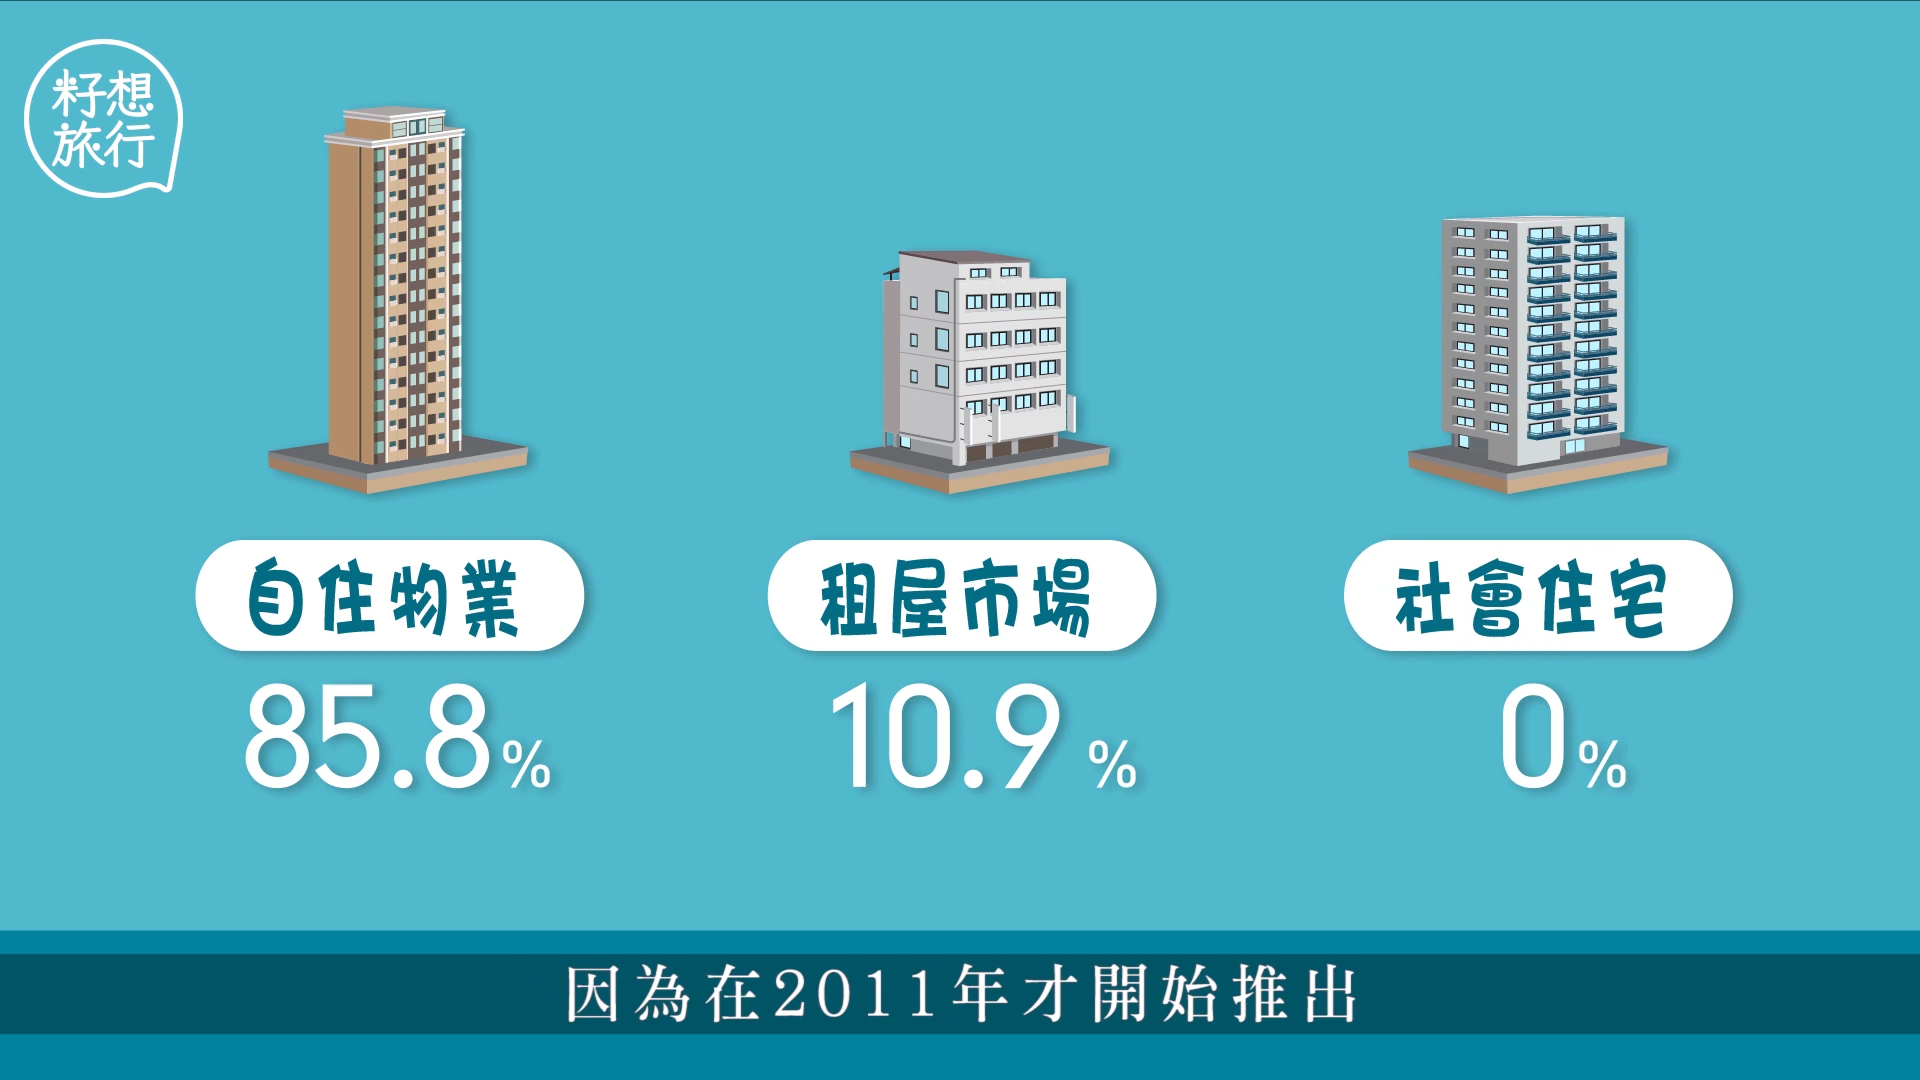 籽想
旅行
自住物業
85.8%
租屋市場
10.9%
社會住宅
0%
因為在2011年才開始推出